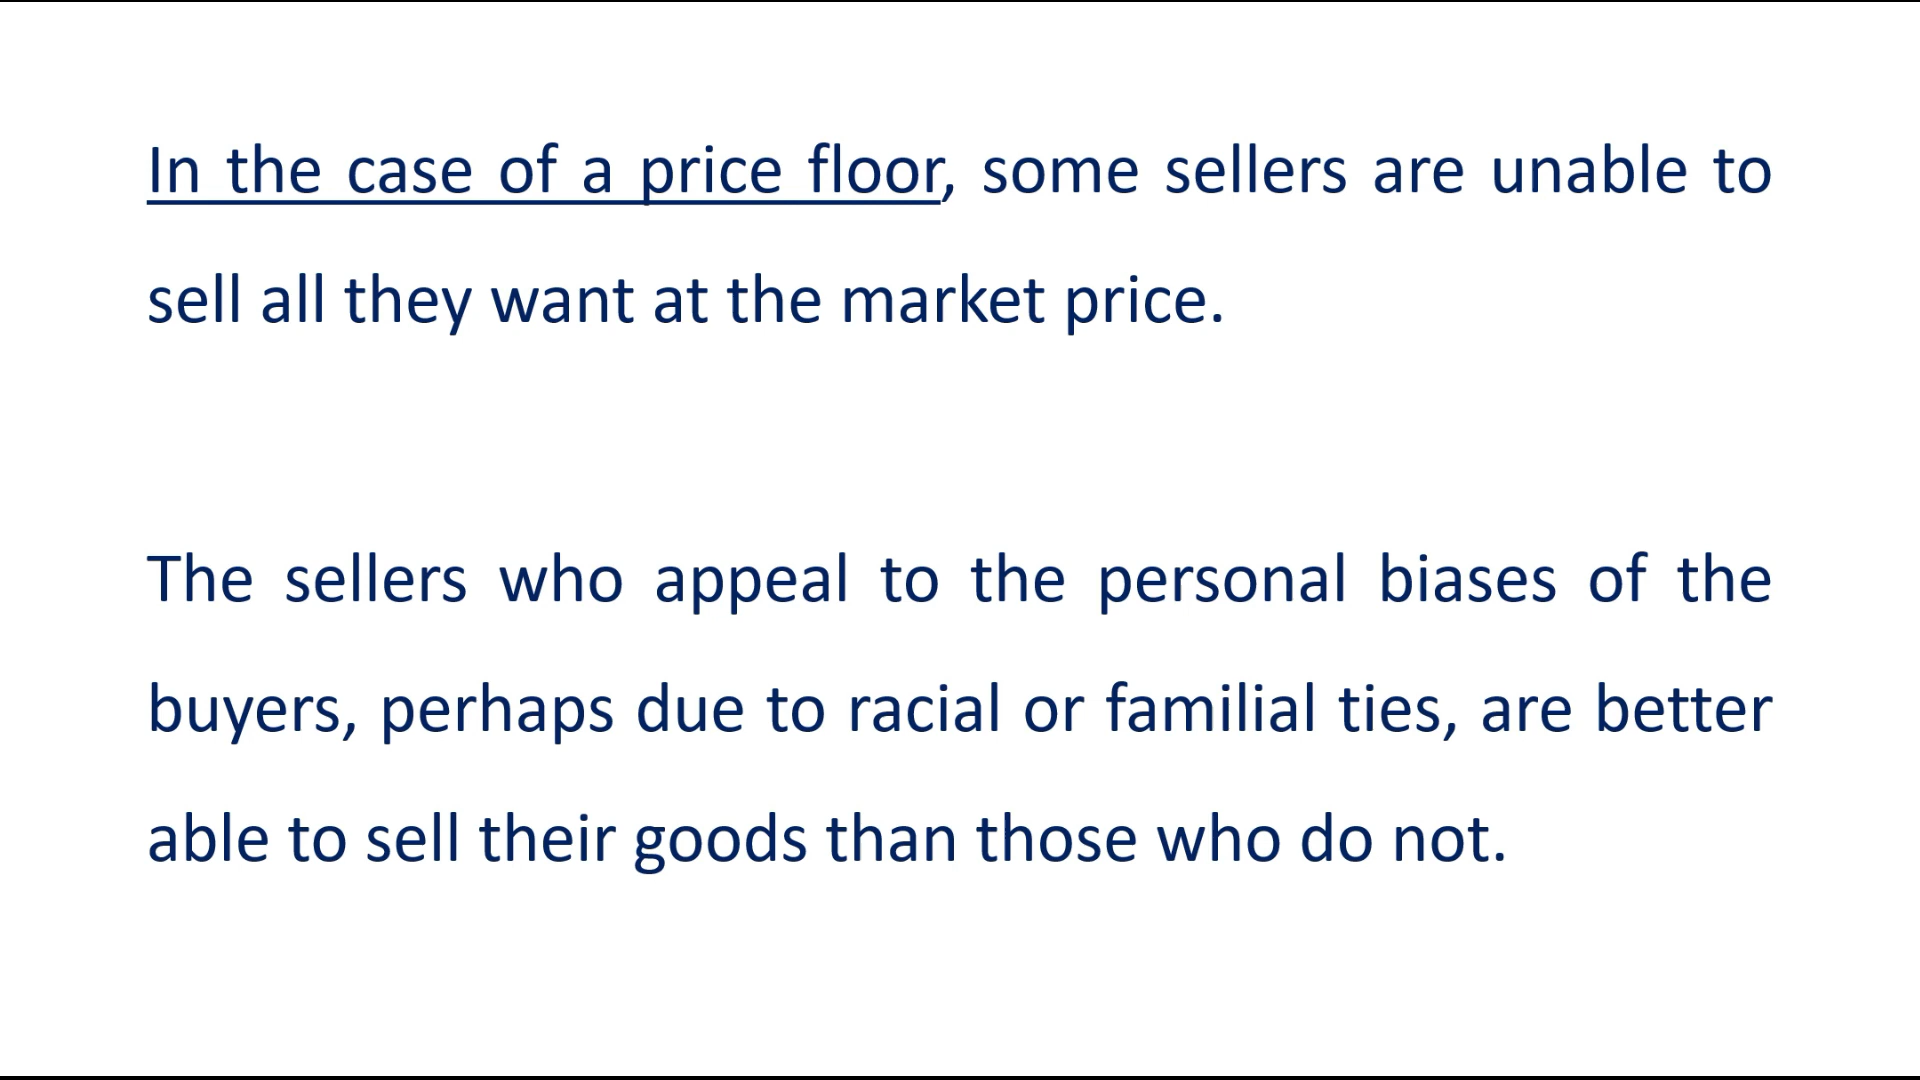 In the case of a price floor, some sellers are unable to
sell all they want at the market price.
The sellers who appeal to the personal biases of the
buyers, perhaps due to racial or familial ties, are better
able to sell their goods than those who do not.